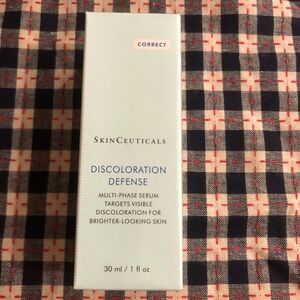 CORRECT
SKINCEUTICALS
DISCOLORATION
DEFENSE
MULTI-PHASE SERUM
TARGETS VISIBLE
DISCOLORATION FOR
BRIGHTER-LOOKING SKIN
30 ml / 1 fl oz